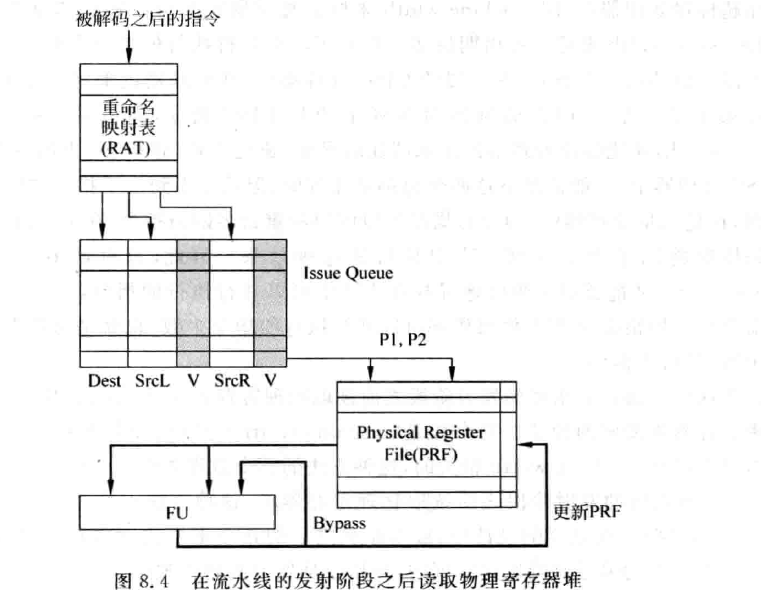 被解码之后的指令
重命名
映射表
(RAT)
Issue Queue
Dest SrcL V SrcR V
P1, P2
Physical Register
File(PRF)
FU
Bypass
更新PRF
图 8.4 在流水线的发射阶段之后读取物理寄存器堆